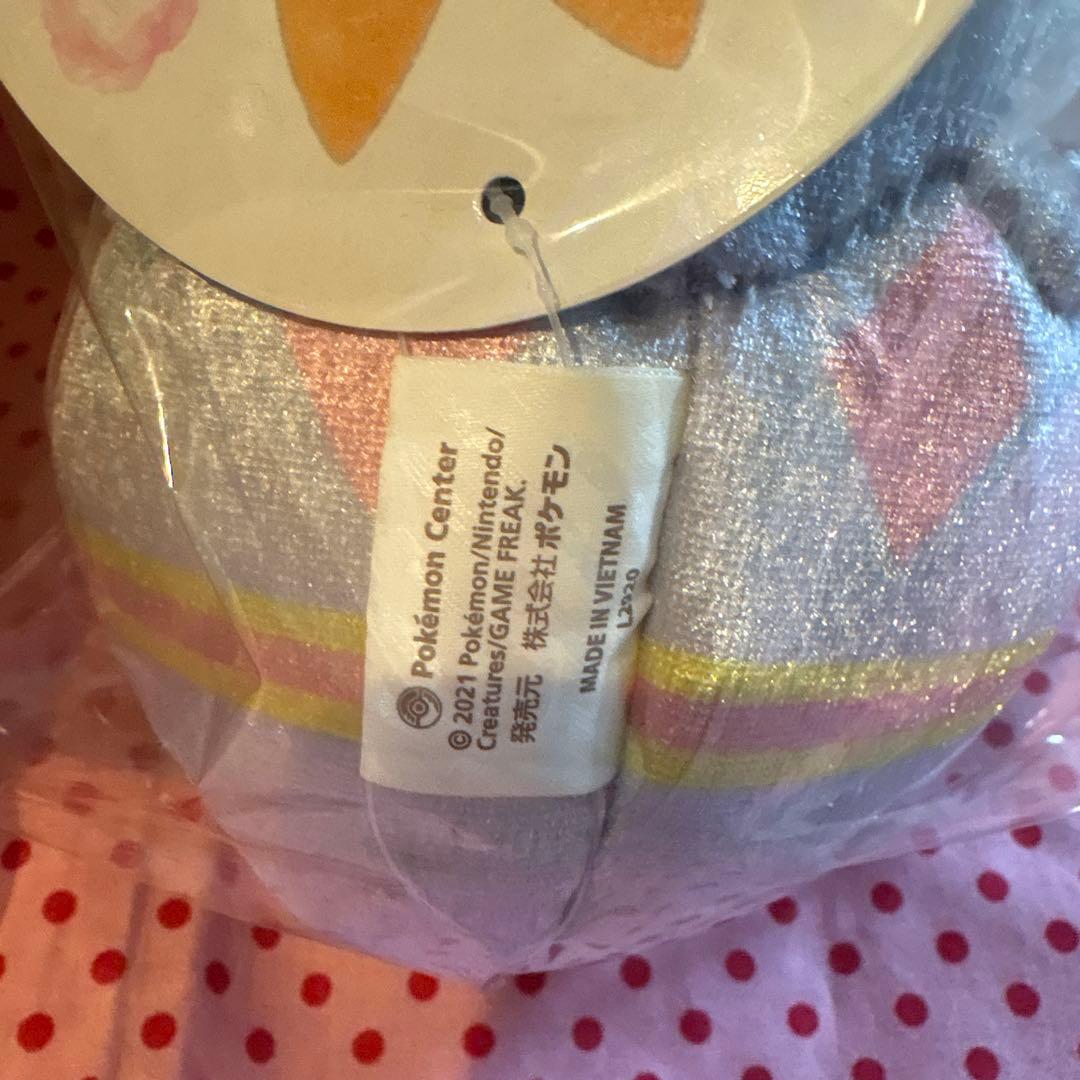 Pokémon Center
© 2021 Pokémon/Nintendo/
Creatures/GAME FREAK.
発売元　株式会社ポケモン
MADE IN VIETNAM